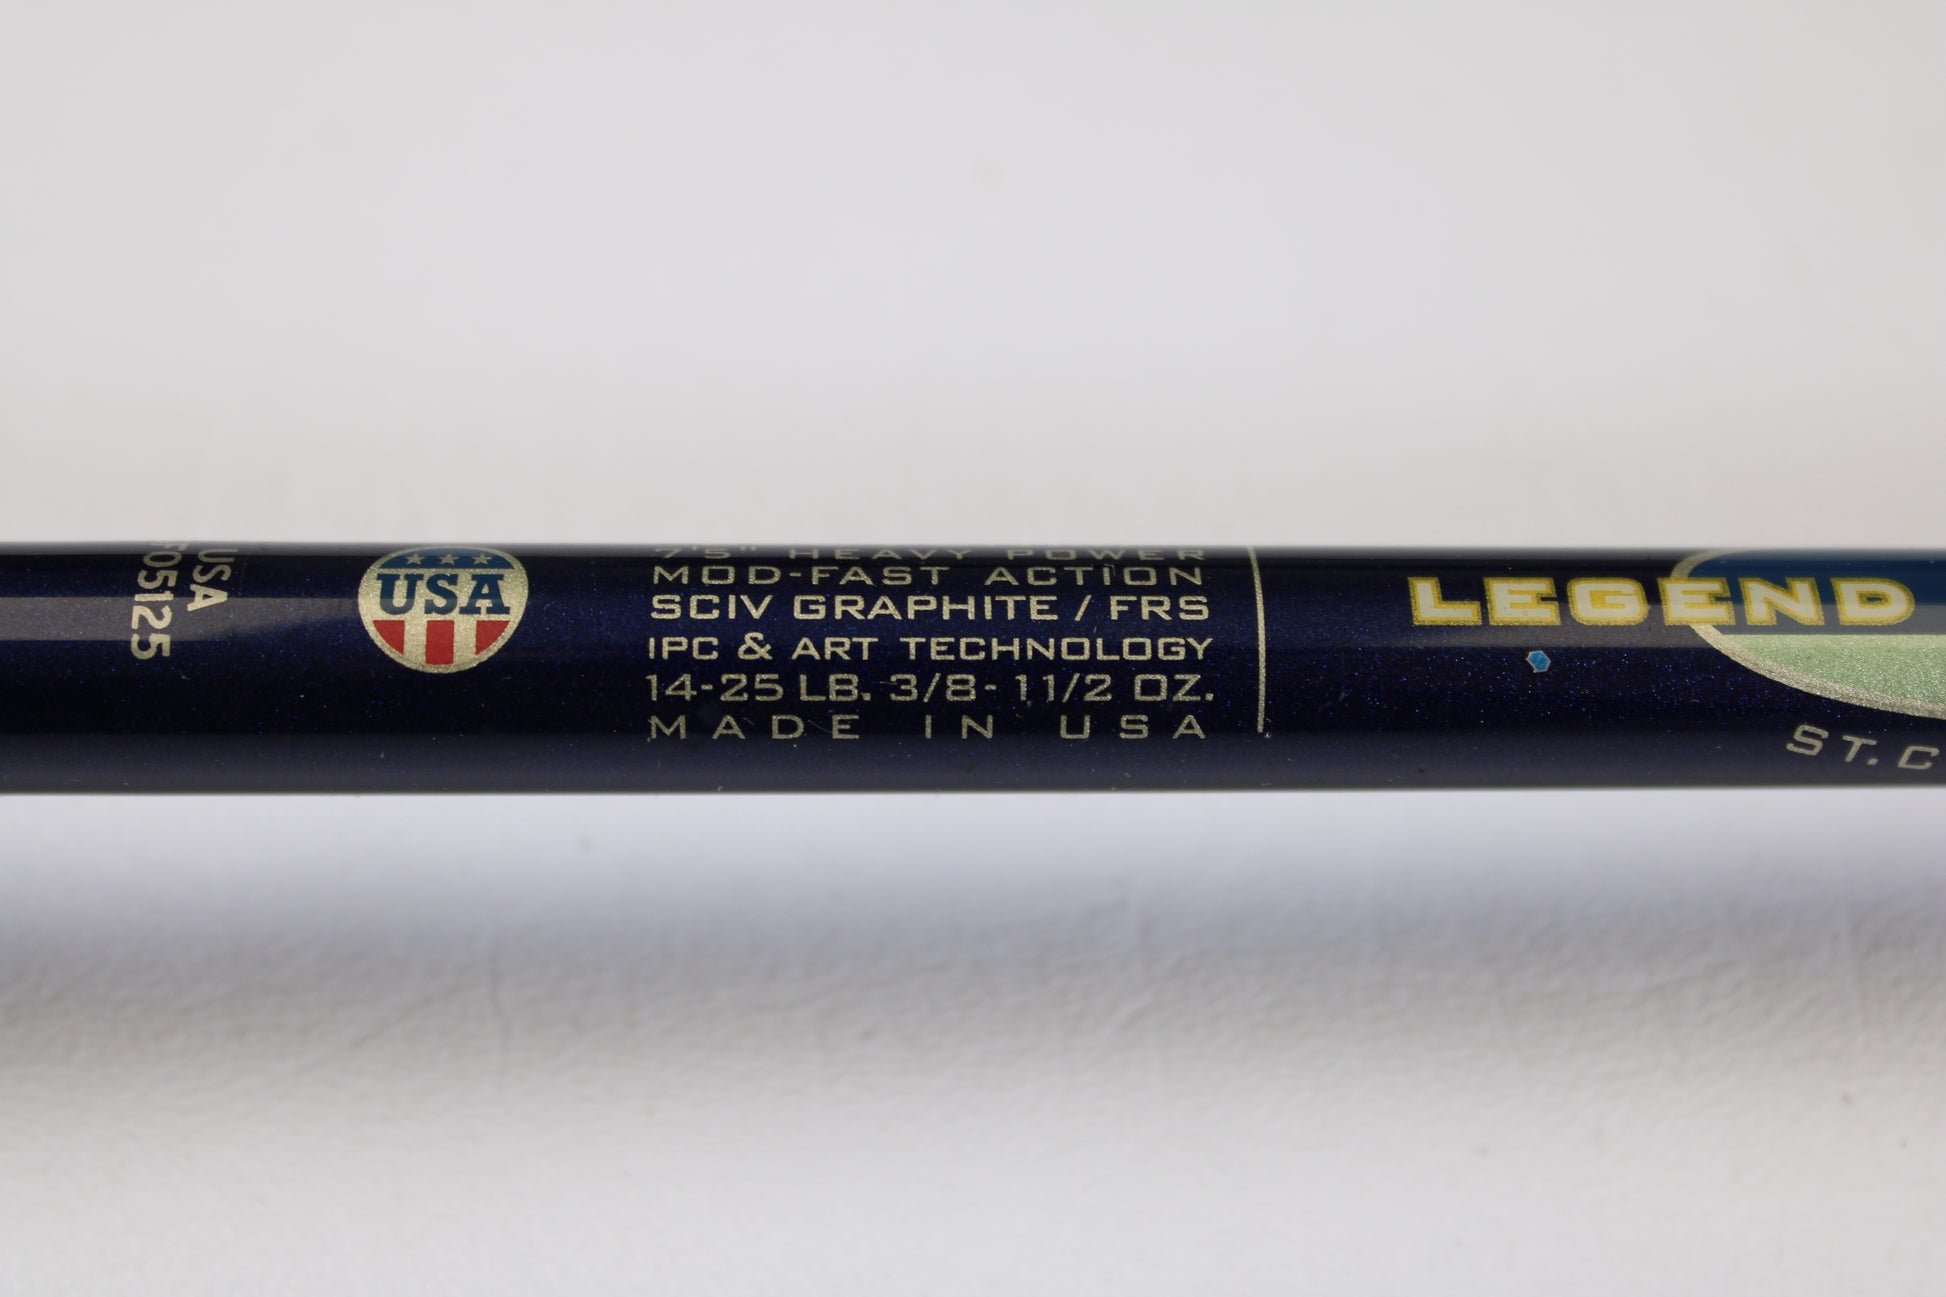 USA
F05125
USA
7'5" HEAVY POWER
MOD-FAST ACTION
SCIV GRAPHITE / FRS
IPC & ART TECHNOLOGY
14-25 LB. 3/8- 1 1/2 OZ.
MADE IN USA
LEGEND
ST. C